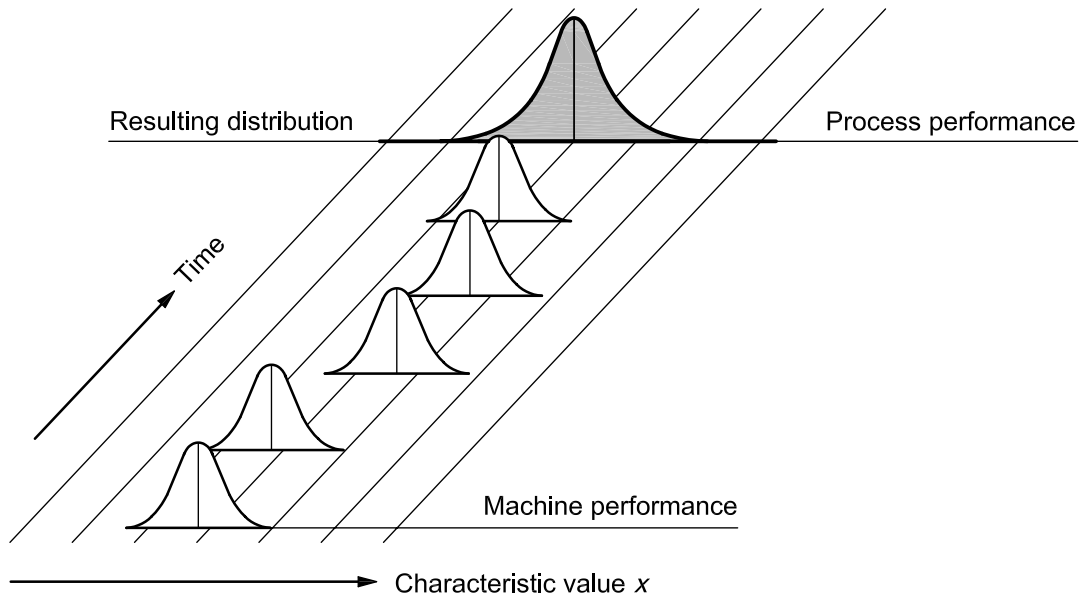 Resulting distribution
Process performance
Time
Machine performance
Characteristic value x